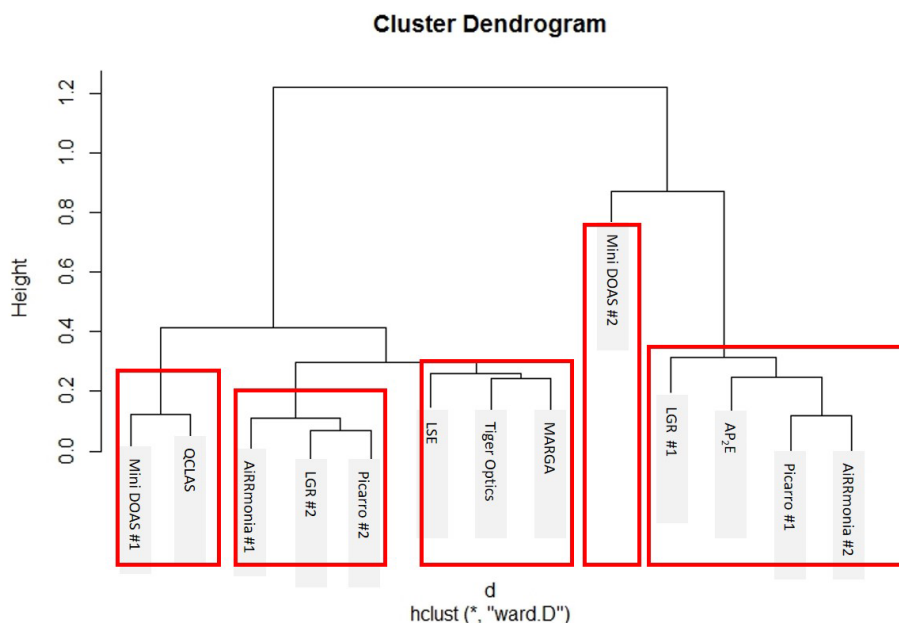 Cluster Dendrogram
Height
1.2
1.0
0.8
0.6
0.4
0.2
0.0
Mini DOAS #1
QCLAS
AiRRmonia #1
LGR #2
Picarro #2
LSE
Tiger Optics
MARGA
Mini DOAS #2
LGR #1
AP₂E
Picarro #1
AiRRmonia #2
d
hclust (*, "ward.D")